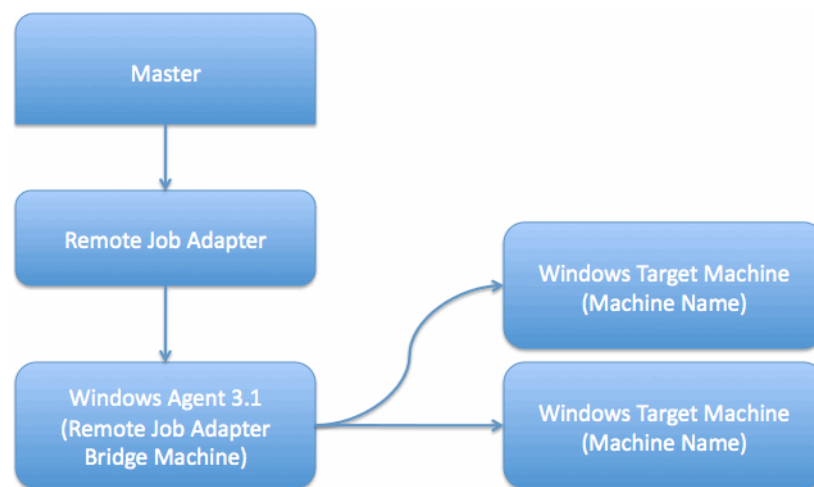 Master
Remote Job Adapter
Windows Agent 3.1
(Remote Job Adapter
Bridge Machine)
Windows Target Machine
(Machine Name)
Windows Target Machine
(Machine Name)